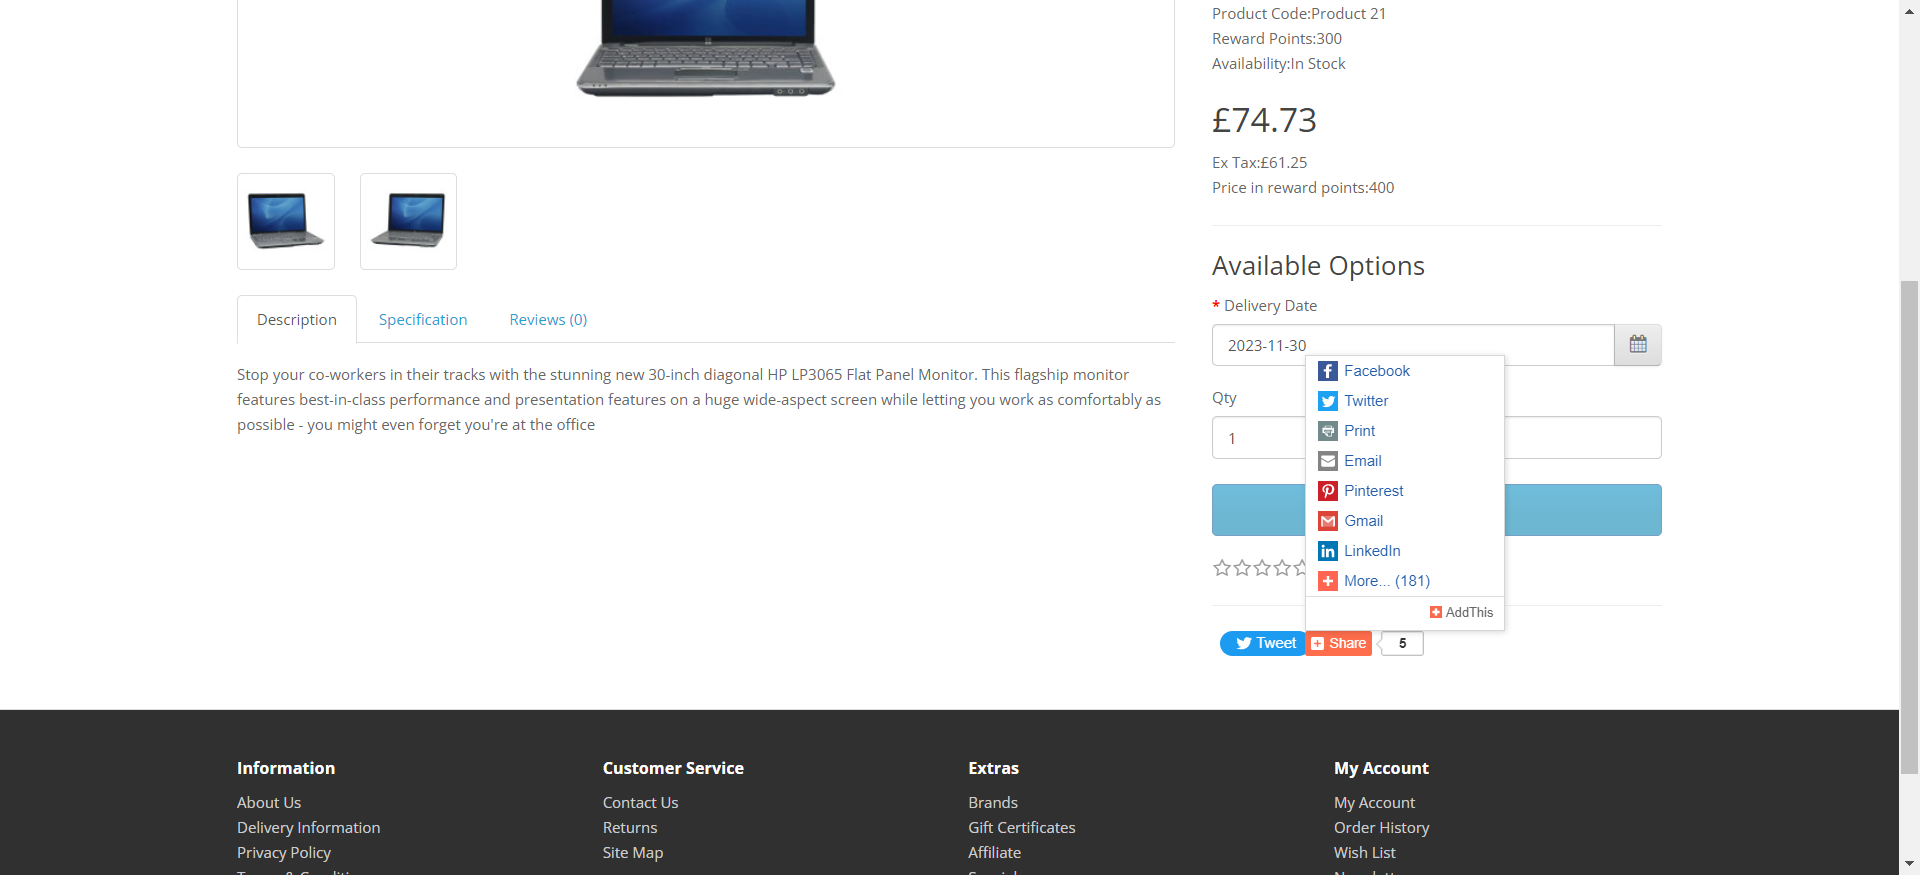 Product Code:Product 21
Reward Points:300
Availability:In Stock
£74.73
Ex Tax:£61.25
Price in reward points:400
Available Options
* Delivery Date
2023-11-30
Qty
1
Facebook
Twitter
Print
Email
Pinterest
Gmail
LinkedIn
More... (181)
AddThis
Tweet
Share
5
Description
Specification
Reviews (0)
Stop your co-workers in their tracks with the stunning new 30-inch diagonal HP LP3065 Flat Panel Monitor. This flagship monitor
features best-in-class performance and presentation features on a huge wide-aspect screen while letting you work as comfortably as
possible - you might even forget you're at the office
Information
About Us
Delivery Information
Privacy Policy
Customer Service
Contact Us
Returns
Site Map
Extras
Brands
Gift Certificates
Affiliate
My Account
My Account
Order History
Wish List